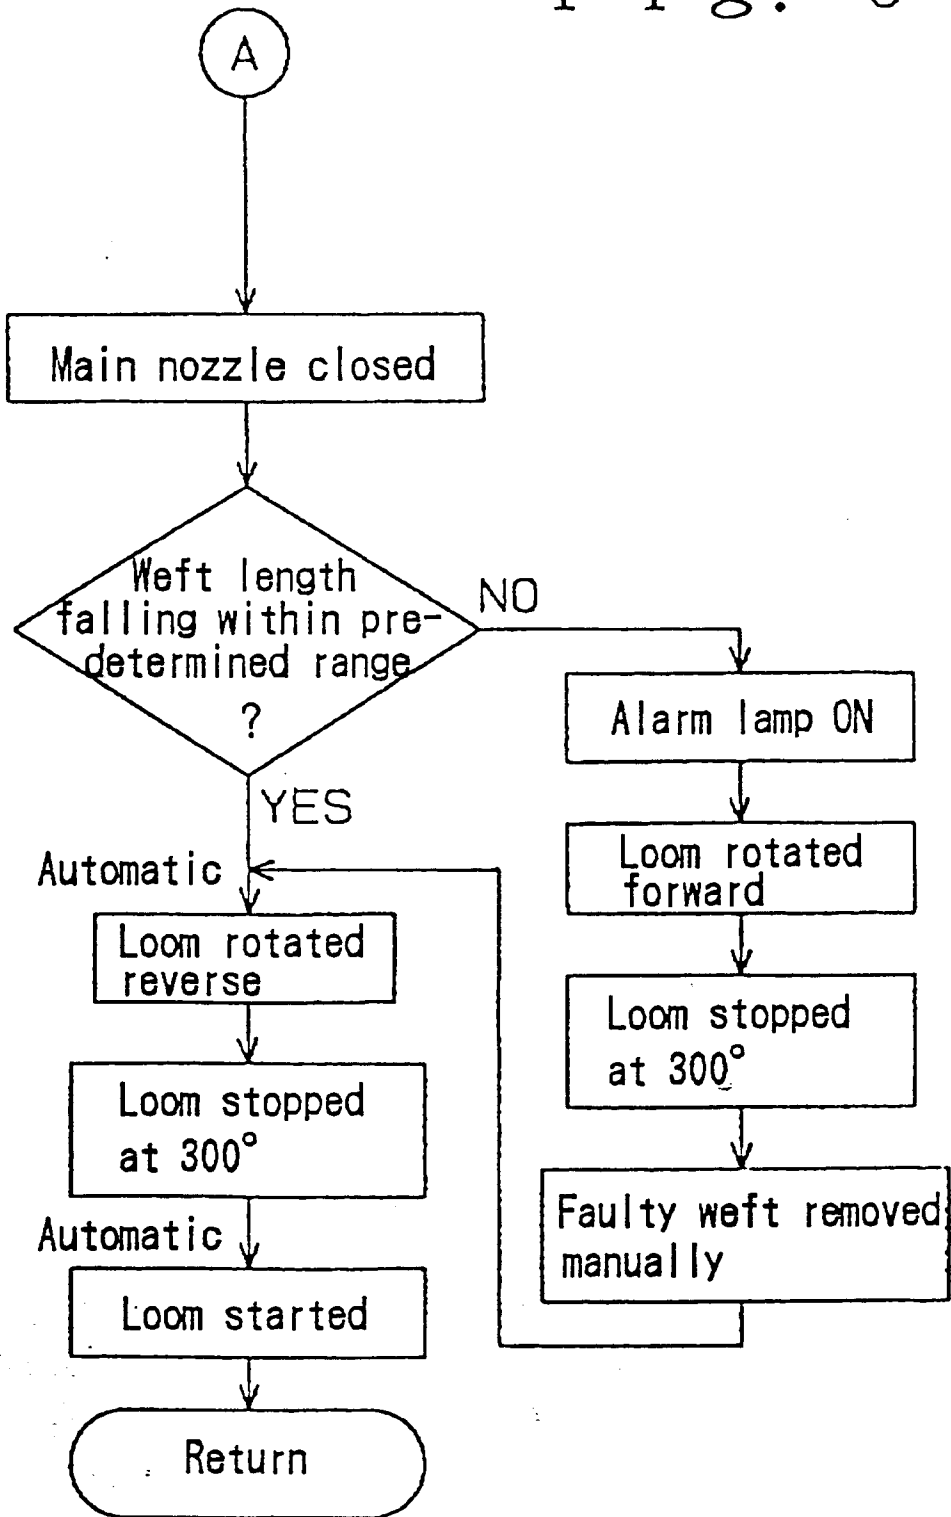 A
Main nozzle closed
Weft length
falling within pre-
determined range
?
NO
YES
Alarm lamp ON
Loom rotated
forward
Loom stopped
at 300°
Faulty weft removed
manually
Automatic
Loom rotated
reverse
Loom stopped
at 300°
Automatic
Loom started
Return